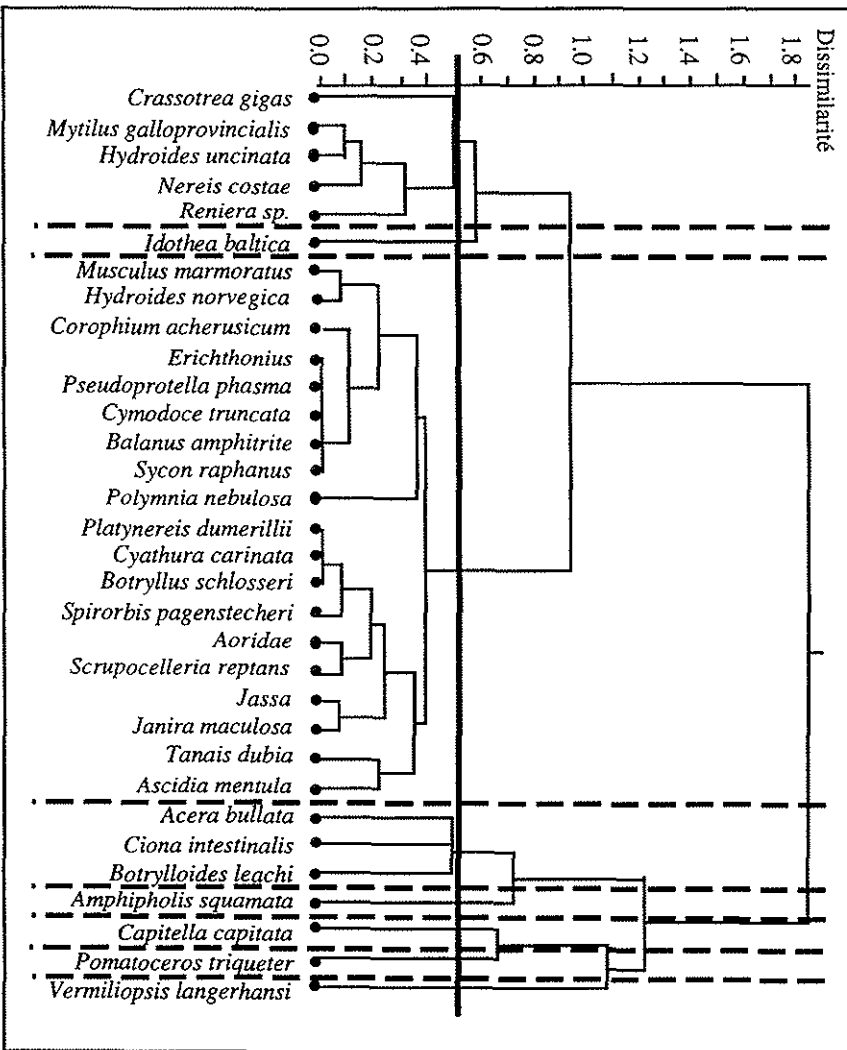 Dissimilarité
0.0 0.2 0.4 0.6 0.8 1.0 1.2 1.4 1.6 1.8
Crassotrea gigas
Mytilus galloprovincialis
Hydroides uncinata
Nereis costae
Reniera sp.
Idothea baltica
Musculus marmoratus
Hydroides norvegica
Corophium acherusicum
Erichthonius
Pseudoprotella phasma
Cymodoce truncata
Balanus amphitrite
Sycon raphanus
Polymnia nebulosa
Platynereis dumerillii
Cyathura carinata
Botryllus schlosseri
Spirorbis pagenstecheri
Aoridae
Scrupocelleria reptans
Jassa
Janira maculosa
Tanais dubia
Ascidia mentula
Acera bullata
Ciona intestinalis
Botrylloides leachi
Amphipholis squamata
Capitella capitata
Pomatoceros triqueter
Vermiliopsis langerhansi